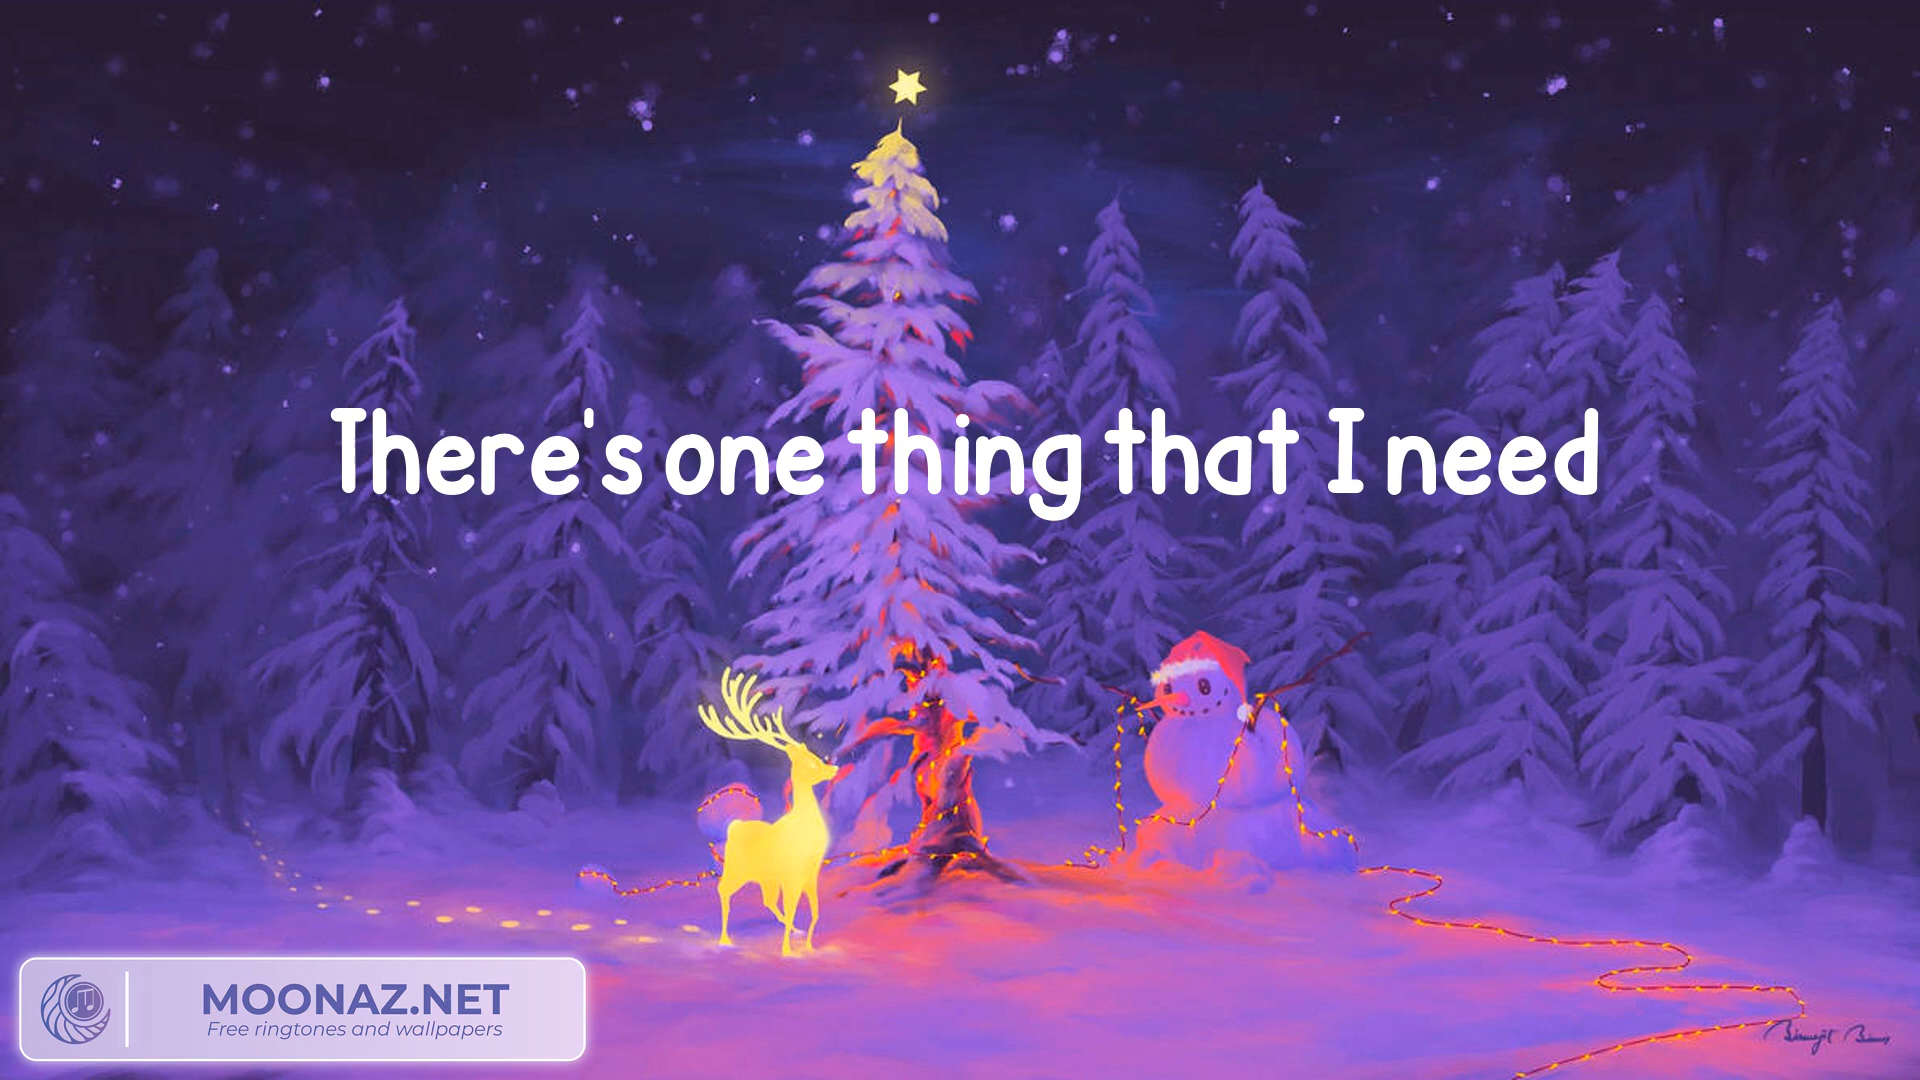 There's one thing that I need
MOONAZ.NET
Free ringtones and wallpapers